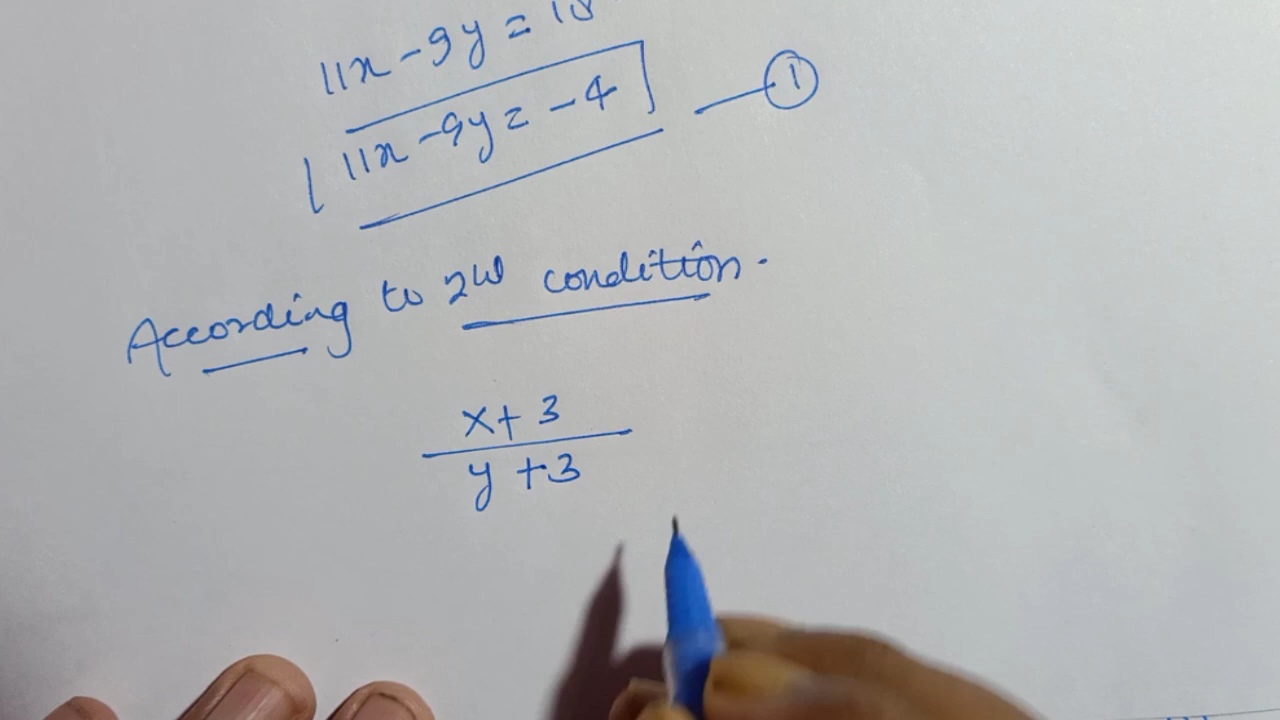 11x - 9y = 18
11x - 9y = -4 ①
According to 2nd condition.
x + 3
y + 3